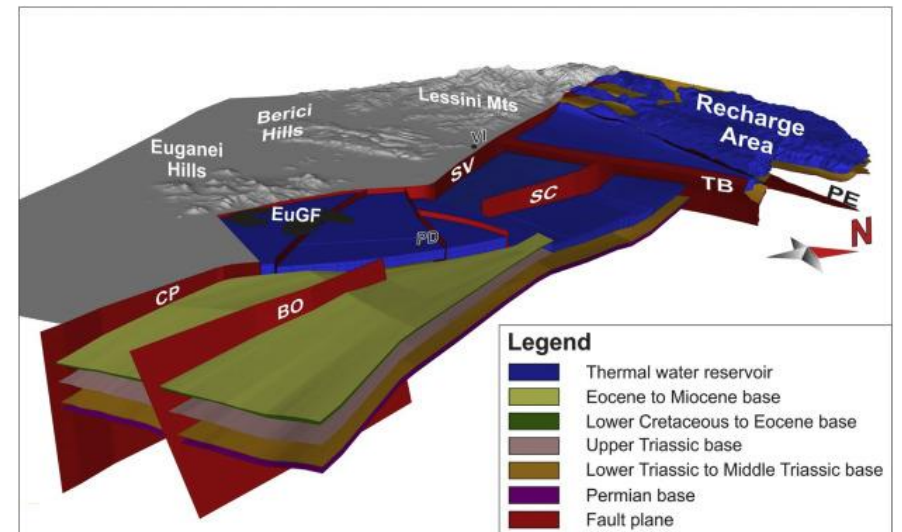 Lessini Mts
Recharge
Area
Berici
Hills
VI
Euganei
Hills
SV
SC
TB
PE
EuGF
PD
N
CP
BO
Legend
Thermal water reservoir
Eocene to Miocene base
Lower Cretaceous to Eocene base
Upper Triassic base
Lower Triassic to Middle Triassic base
Permian base
Fault plane